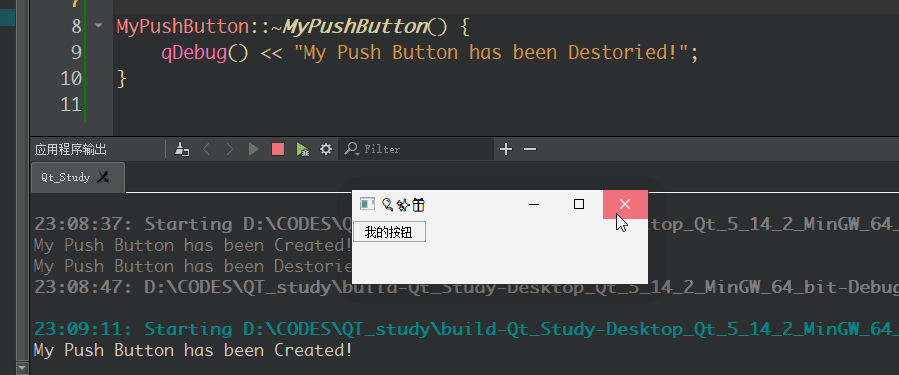 7
8 MyPushButton::~MyPushButton() {
9 qDebug() << "My Push Button has been Destoried!";
10 }
11
应用程序输出 Filter
Qt_Study
23:08:37: Starting D:\CODES\Q ktop_Qt_5_14_2_MinGW_64_
My Push Button has been Created!
我的按钮
My Push Button has been Destorie
23:08:47: D:\CODES\QT_study\build-Qt_Study-Desktop_Qt_5_14_2_MinGW_64_bit-Debug
23:09:11: Starting D:\CODES\QT_study\build-Qt_Study-Desktop_Qt_5_14_2_MinGW_64_
My Push Button has been Created!